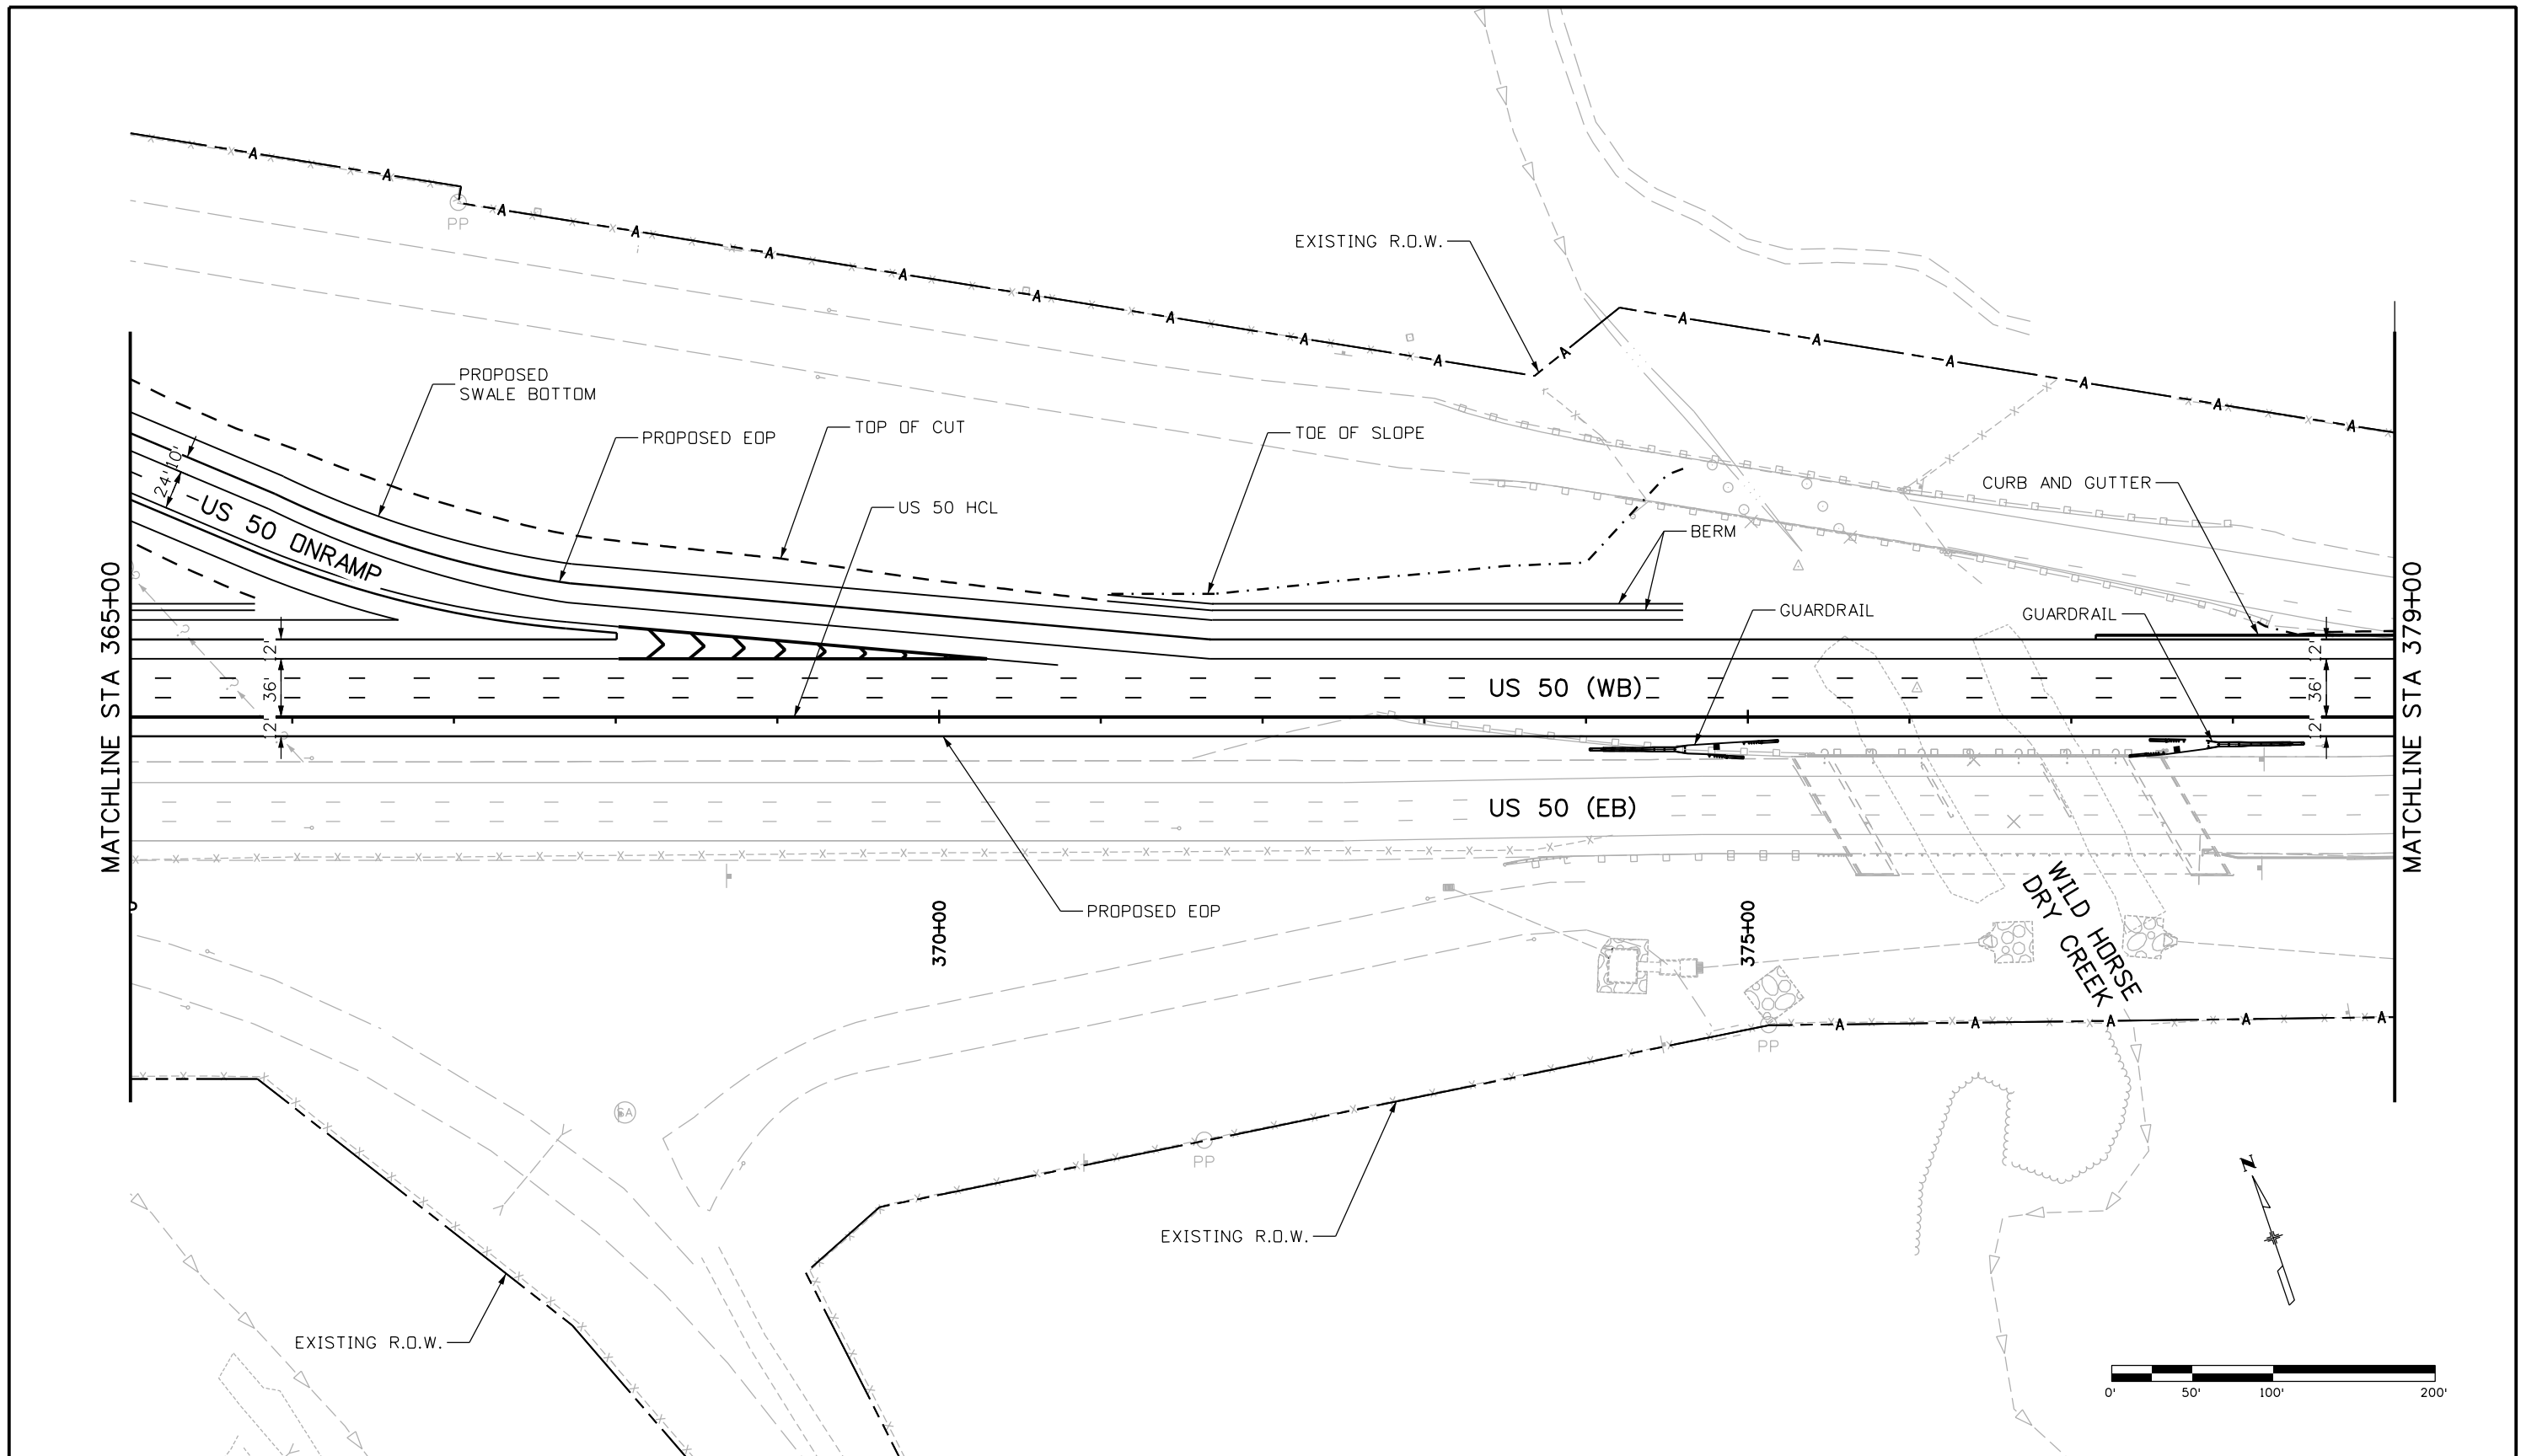 PP
EXISTING R.O.W.
PROPOSED
SWALE BOTTOM
PROPOSED EOP
TOP OF CUT
TOE OF SLOPE
CURB AND GUTTER
US 50 HCL
BERM
10'
24'
US 50 ONRAMP
GUARDRAIL
GUARDRAIL
MATCHLINE STA 365+00
12'
36'
12'
US 50 (WB)
12'
36'
12'
MATCHLINE STA 379+00
US 50 (EB)
PROPOSED EOP
370+00
375+00
WILD HORSE
DRY CREEK
PP
PP
EXISTING R.O.W.
EXISTING R.O.W.
N
0' 50' 100' 200'
A A A A A A A A A A A A A A A A A
A A A A A